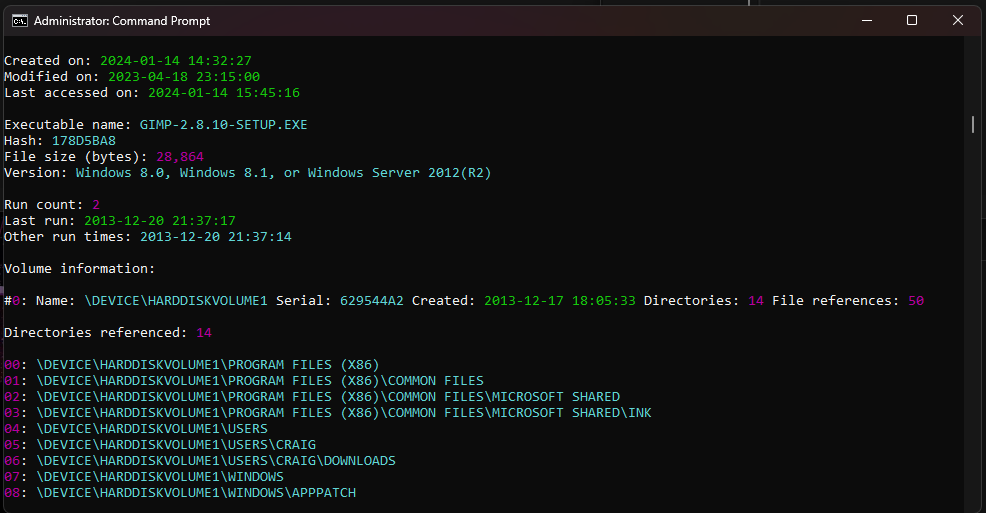 Administrator: Command Prompt
Created on: 2024-01-14 14:32:27
Modified on: 2023-04-18 23:15:00
Last accessed on: 2024-01-14 15:45:16
Executable name: GIMP-2.8.10-SETUP.EXE
Hash: 178D5BA8
File size (bytes): 28,864
Version: Windows 8.0, Windows 8.1, or Windows Server 2012(R2)
Run count: 2
Last run: 2013-12-20 21:37:17
Other run times: 2013-12-20 21:37:14
Volume information:
#0: Name: \DEVICE\HARDDISKVOLUME1 Serial: 629544A2 Created: 2013-12-17 18:05:33 Directories: 14 File references: 50
Directories referenced: 14
00: \DEVICE\HARDDISKVOLUME1\PROGRAM FILES (X86)
01: \DEVICE\HARDDISKVOLUME1\PROGRAM FILES (X86)\COMMON FILES
02: \DEVICE\HARDDISKVOLUME1\PROGRAM FILES (X86)\COMMON FILES\MICROSOFT SHARED
03: \DEVICE\HARDDISKVOLUME1\PROGRAM FILES (X86)\COMMON FILES\MICROSOFT SHARED\INK
04: \DEVICE\HARDDISKVOLUME1\USERS
05: \DEVICE\HARDDISKVOLUME1\USERS\CRAIG
06: \DEVICE\HARDDISKVOLUME1\USERS\CRAIG\DOWNLOADS
07: \DEVICE\HARDDISKVOLUME1\WINDOWS
08: \DEVICE\HARDDISKVOLUME1\WINDOWS\APPPATCH